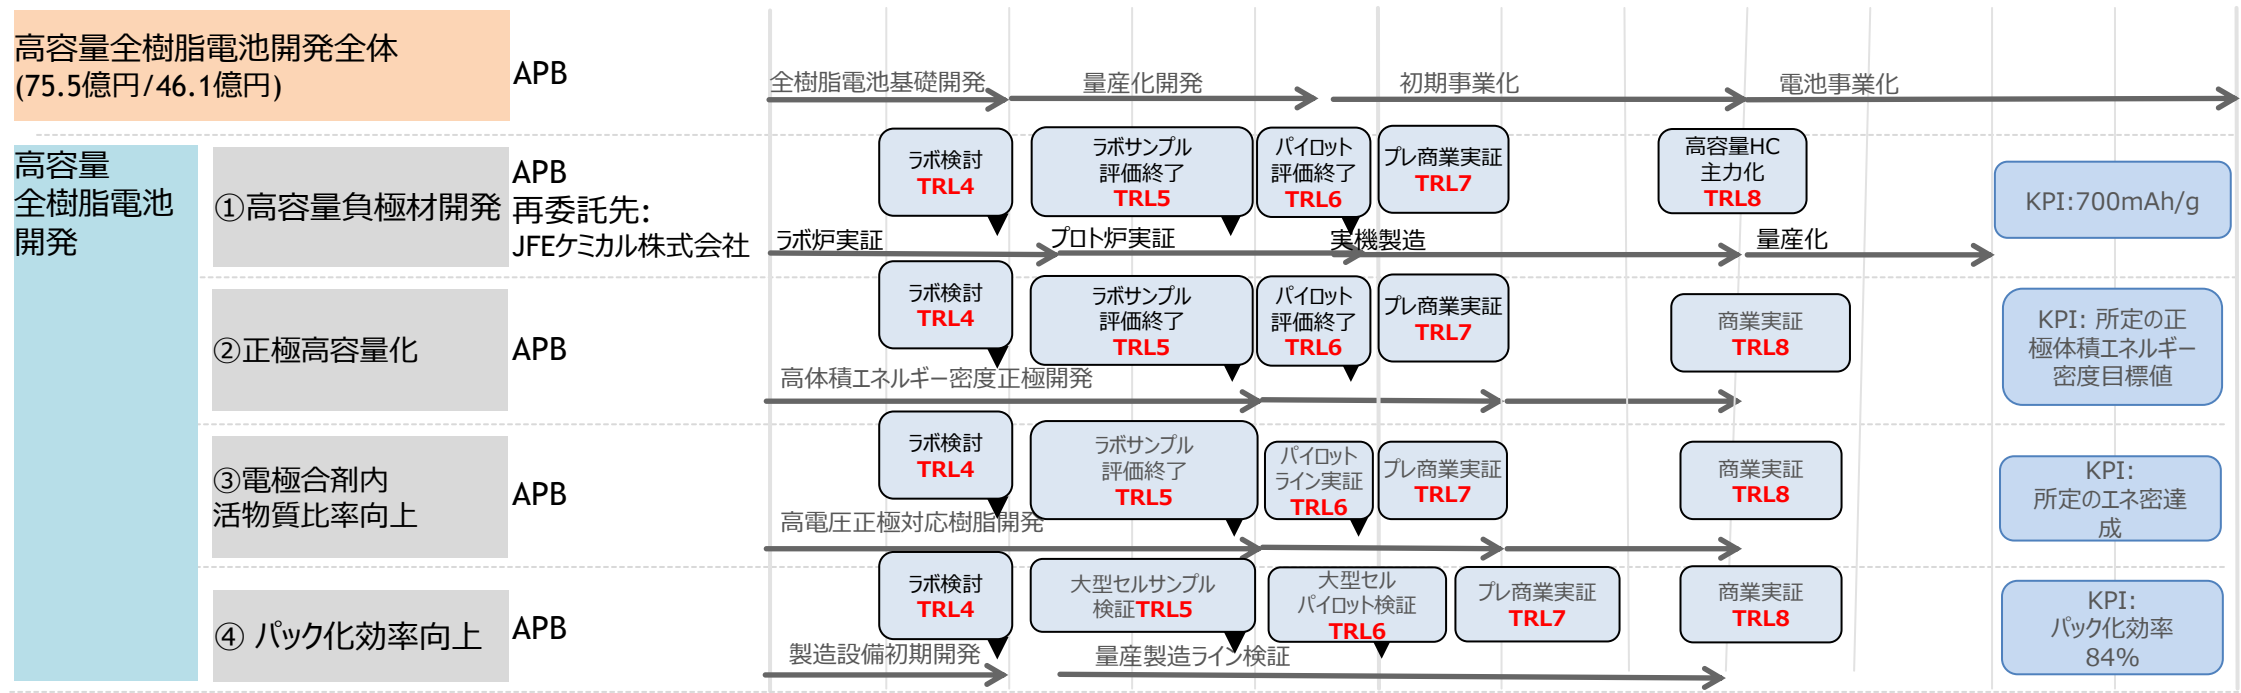 高容量全樹脂電池開発全体
(75.5億円/46.1億円)
APB
全樹脂電池基礎開発
量産化開発
初期事業化
電池事業化
高容量
全樹脂電池
開発
①高容量負極材開発
APB
再委託先:
JFEケミカル株式会社
ラボ検討
TRL4
ラボサンプル
評価終了
TRL5
パイロット
評価終了
TRL6
プレ商業実証
TRL7
高容量HC
主力化
TRL8
KPI:700mAh/g
ラボ炉実証
プロト炉実証
実機製造
量産化
②正極高容量化
APB
ラボ検討
TRL4
ラボサンプル
評価終了
TRL5
パイロット
評価終了
TRL6
プレ商業実証
TRL7
商業実証
TRL8
KPI: 所定の正
極体積エネルギー
密度目標値
高体積エネルギー密度正極開発
③電極合剤内
活物質比率向上
APB
ラボ検討
TRL4
ラボサンプル
評価終了
TRL5
パイロット
ライン実証
TRL6
プレ商業実証
TRL7
商業実証
TRL8
KPI:
所定のエネ密達
成
高電圧正極対応樹脂開発
④ パック化効率向上
APB
ラボ検討
TRL4
大型セルサンプル
検証TRL5
大型セル
パイロット検証
TRL6
プレ商業実証
TRL7
商業実証
TRL8
KPI:
パック化効率
84%
製造設備初期開発
量産製造ライン検証